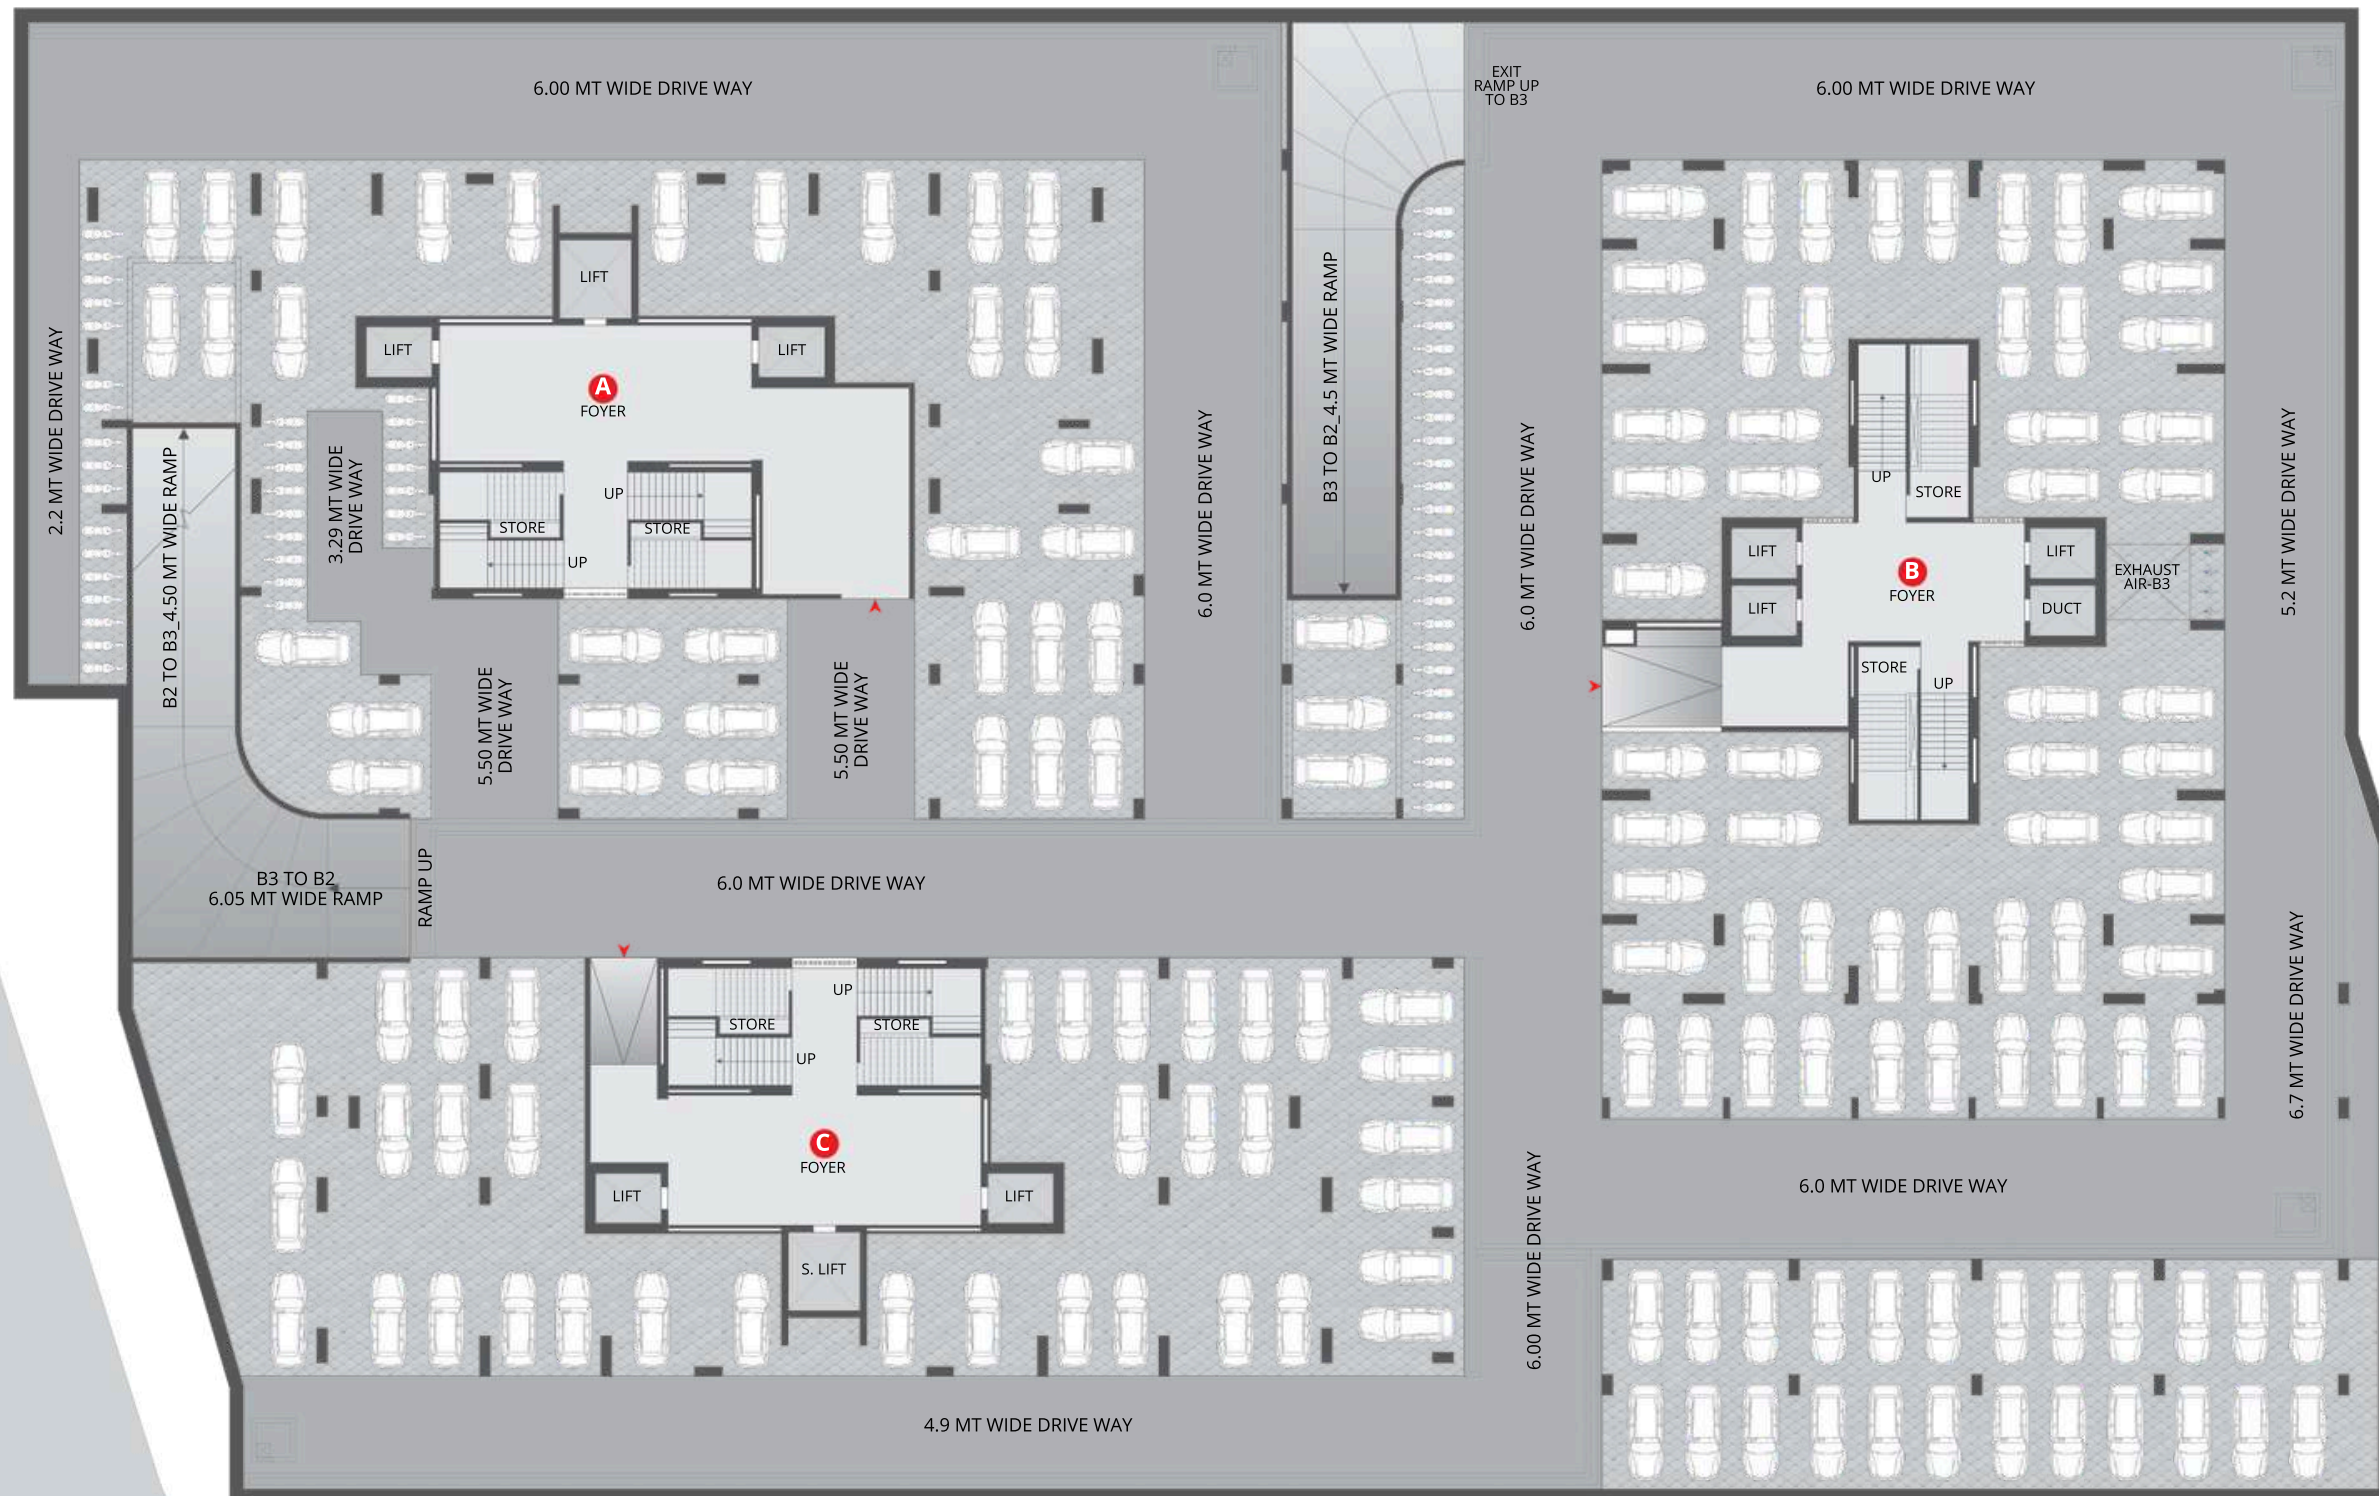 6.00 MT WIDE DRIVE WAY
EXIT
RAMP UP
TO B3
6.00 MT WIDE DRIVE WAY
LIFT
LIFT
LIFT
A
FOYER
2.2 MT WIDE DRIVE WAY
B2 TO B3_4.50 MT WIDE RAMP
3.29 MT WIDE
DRIVE WAY
UP
STORE
STORE
UP
6.0 MT WIDE DRIVE WAY
B3 TO B2_4.5 MT WIDE RAMP
6.0 MT WIDE DRIVE WAY
UP
STORE
LIFT
LIFT
B
FOYER
LIFT
DUCT
EXHAUST
AIR-B3
STORE
UP
5.2 MT WIDE DRIVE WAY
5.50 MT WIDE
DRIVE WAY
5.50 MT WIDE
DRIVE WAY
B3 TO B2
6.05 MT WIDE RAMP
RAMP UP
6.0 MT WIDE DRIVE WAY
UP
STORE
STORE
UP
C
FOYER
LIFT
LIFT
S. LIFT
6.7 MT WIDE DRIVE WAY
6.0 MT WIDE DRIVE WAY
6.00 MT WIDE DRIVE WAY
4.9 MT WIDE DRIVE WAY